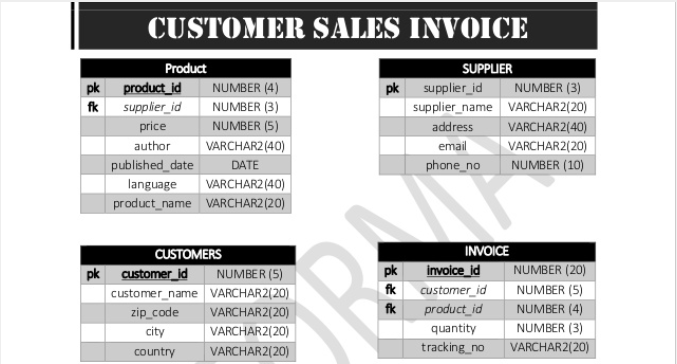 CUSTOMER SALES INVOICE
Product
pk product_id NUMBER (4)
fk supplier_id NUMBER (3)
price NUMBER (5)
author VARCHAR2(40)
published_date DATE
language VARCHAR2(40)
product_name VARCHAR2(20)
SUPPLIER
pk supplier_id NUMBER (3)
supplier_name VARCHAR2(20)
address VARCHAR2(40)
email VARCHAR2(20)
phone_no NUMBER (10)
CUSTOMERS
pk customer_id NUMBER (5)
customer_name VARCHAR2(20)
zip_code VARCHAR2(20)
city VARCHAR2(20)
country VARCHAR2(20)
INVOICE
pk invoice_id NUMBER (20)
fk customer_id NUMBER (5)
fk product_id NUMBER (4)
quantity NUMBER (3)
tracking_no VARCHAR2(20)